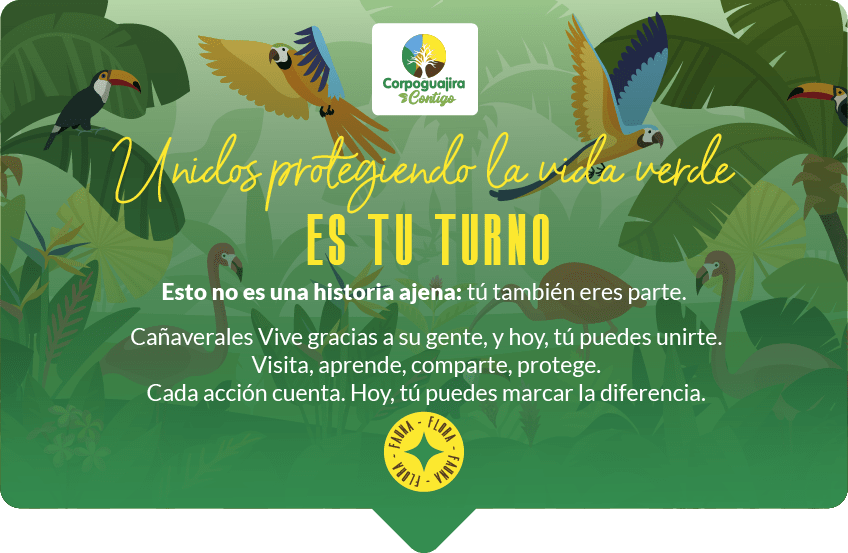 Corpoguajira
Contigo
Unidos protegiendo la vida verde
ES TU TURNO
Esto no es una historia ajena: tú también eres parte.
Cañaverales Vive gracias a su gente, y hoy, tú puedes unirte.
Visita, aprende, comparte, protege.
Cada acción cuenta. Hoy, tú puedes marcar la diferencia.
FAUNA - FLORA - FAUNA - FLORA -